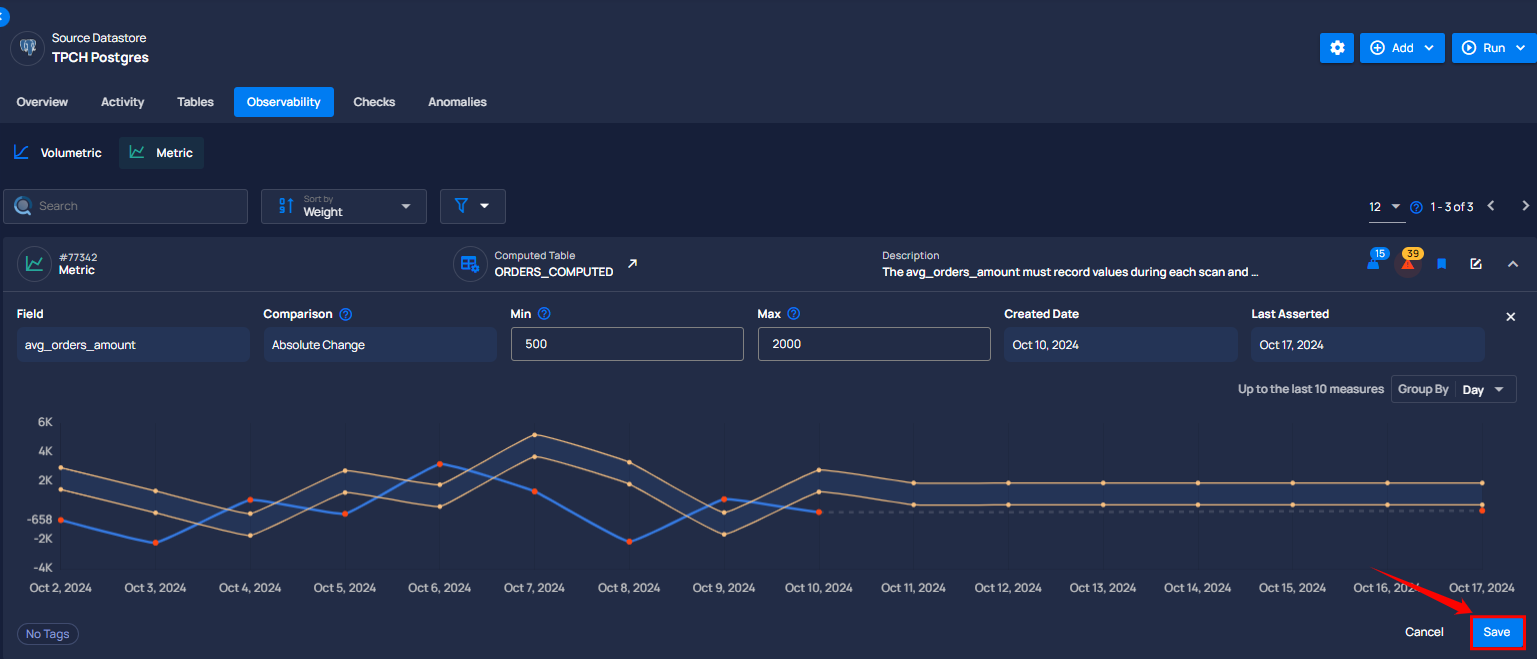 Source Datastore
TPCH Postgres
Add
Run
Overview Activity Tables Observability Checks Anomalies
Volumetric Metric
Search
Sort by
Weight
12 1 - 3 of 3
#77342
Metric
Computed Table
ORDERS_COMPUTED
Description
The avg_orders_amount must record values during each scan and ...
15
39
Field Comparison Min Max Created Date Last Asserted
avg_orders_amount Absolute Change 500 2000 Oct 10, 2024 Oct 17, 2024
Up to the last 10 measures Group By Day
6K
4K
2K
-658
-2K
-4K
Oct 2, 2024 Oct 3, 2024 Oct 4, 2024 Oct 5, 2024 Oct 6, 2024 Oct 7, 2024 Oct 8, 2024 Oct 9, 2024 Oct 10, 2024 Oct 11, 2024 Oct 12, 2024 Oct 13, 2024 Oct 14, 2024 Oct 15, 2024 Oct 16, 2024 Oct 17, 2024
No Tags
Cancel Save